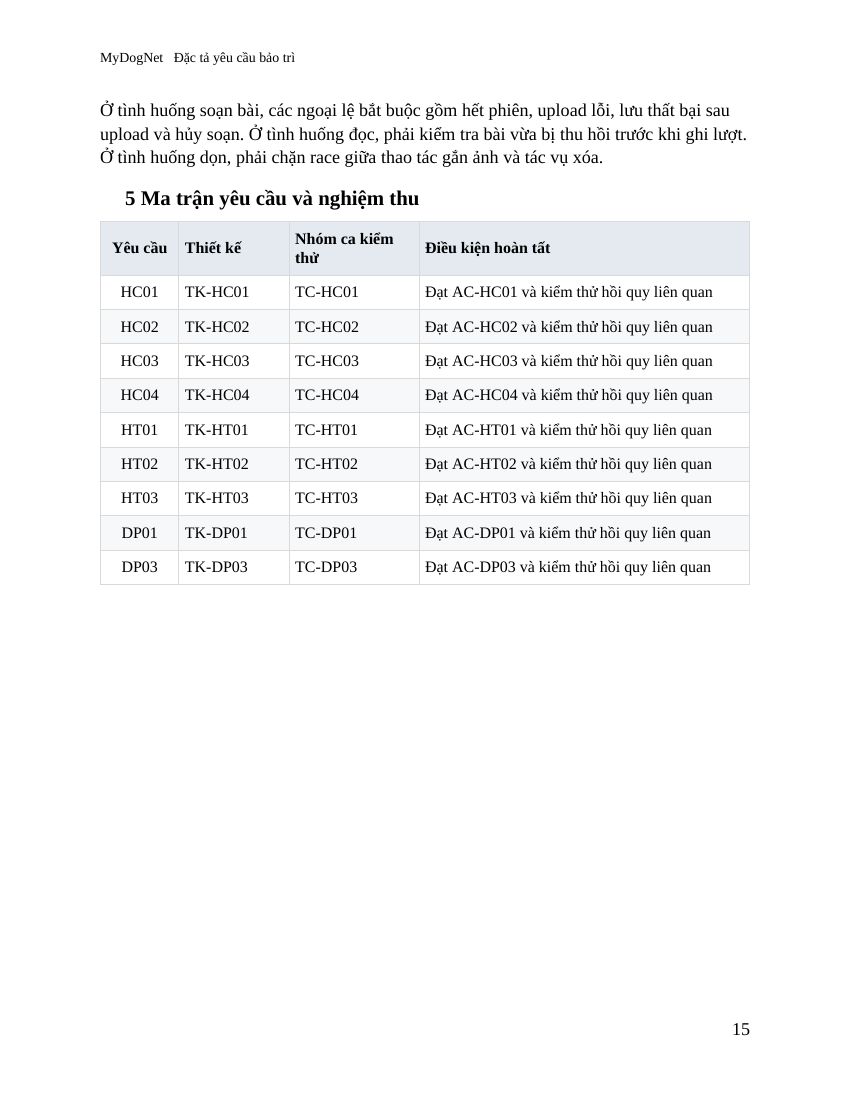 MyDogNet Đặc tả yêu cầu bảo trì
Ở tình huống soạn bài, các ngoại lệ bắt buộc gồm hết phiên, upload lỗi, lưu thất bại sau
upload và hủy soạn. Ở tình huống đọc, phải kiểm tra bài vừa bị thu hồi trước khi ghi lượt.
Ở tình huống dọn, phải chặn race giữa thao tác gắn ảnh và tác vụ xóa.
5 Ma trận yêu cầu và nghiệm thu
Yêu cầu Thiết kế Nhóm ca kiểm thử Điều kiện hoàn tất
HC01 TK-HC01 TC-HC01 Đạt AC-HC01 và kiểm thử hồi quy liên quan
HC02 TK-HC02 TC-HC02 Đạt AC-HC02 và kiểm thử hồi quy liên quan
HC03 TK-HC03 TC-HC03 Đạt AC-HC03 và kiểm thử hồi quy liên quan
HC04 TK-HC04 TC-HC04 Đạt AC-HC04 và kiểm thử hồi quy liên quan
HT01 TK-HT01 TC-HT01 Đạt AC-HT01 và kiểm thử hồi quy liên quan
HT02 TK-HT02 TC-HT02 Đạt AC-HT02 và kiểm thử hồi quy liên quan
HT03 TK-HT03 TC-HT03 Đạt AC-HT03 và kiểm thử hồi quy liên quan
DP01 TK-DP01 TC-DP01 Đạt AC-DP01 và kiểm thử hồi quy liên quan
DP03 TK-DP03 TC-DP03 Đạt AC-DP03 và kiểm thử hồi quy liên quan
15